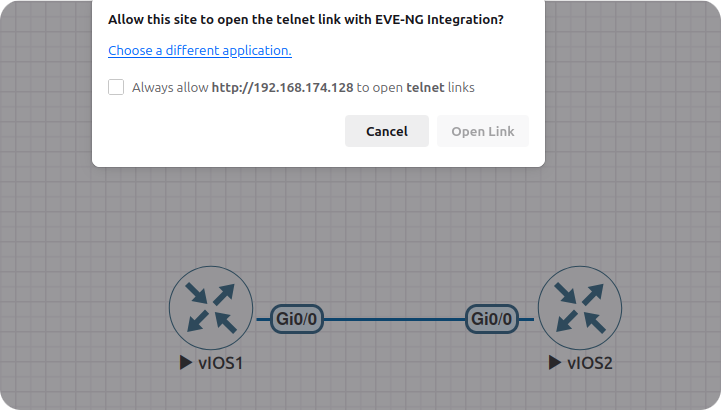 Allow this site to open the telnet link with EVE-NG Integration?
Choose a different application.
Always allow http://192.168.174.128 to open telnet links
Cancel Open Link
Gi0/0 Gi0/0
vIOS1 vIOS2